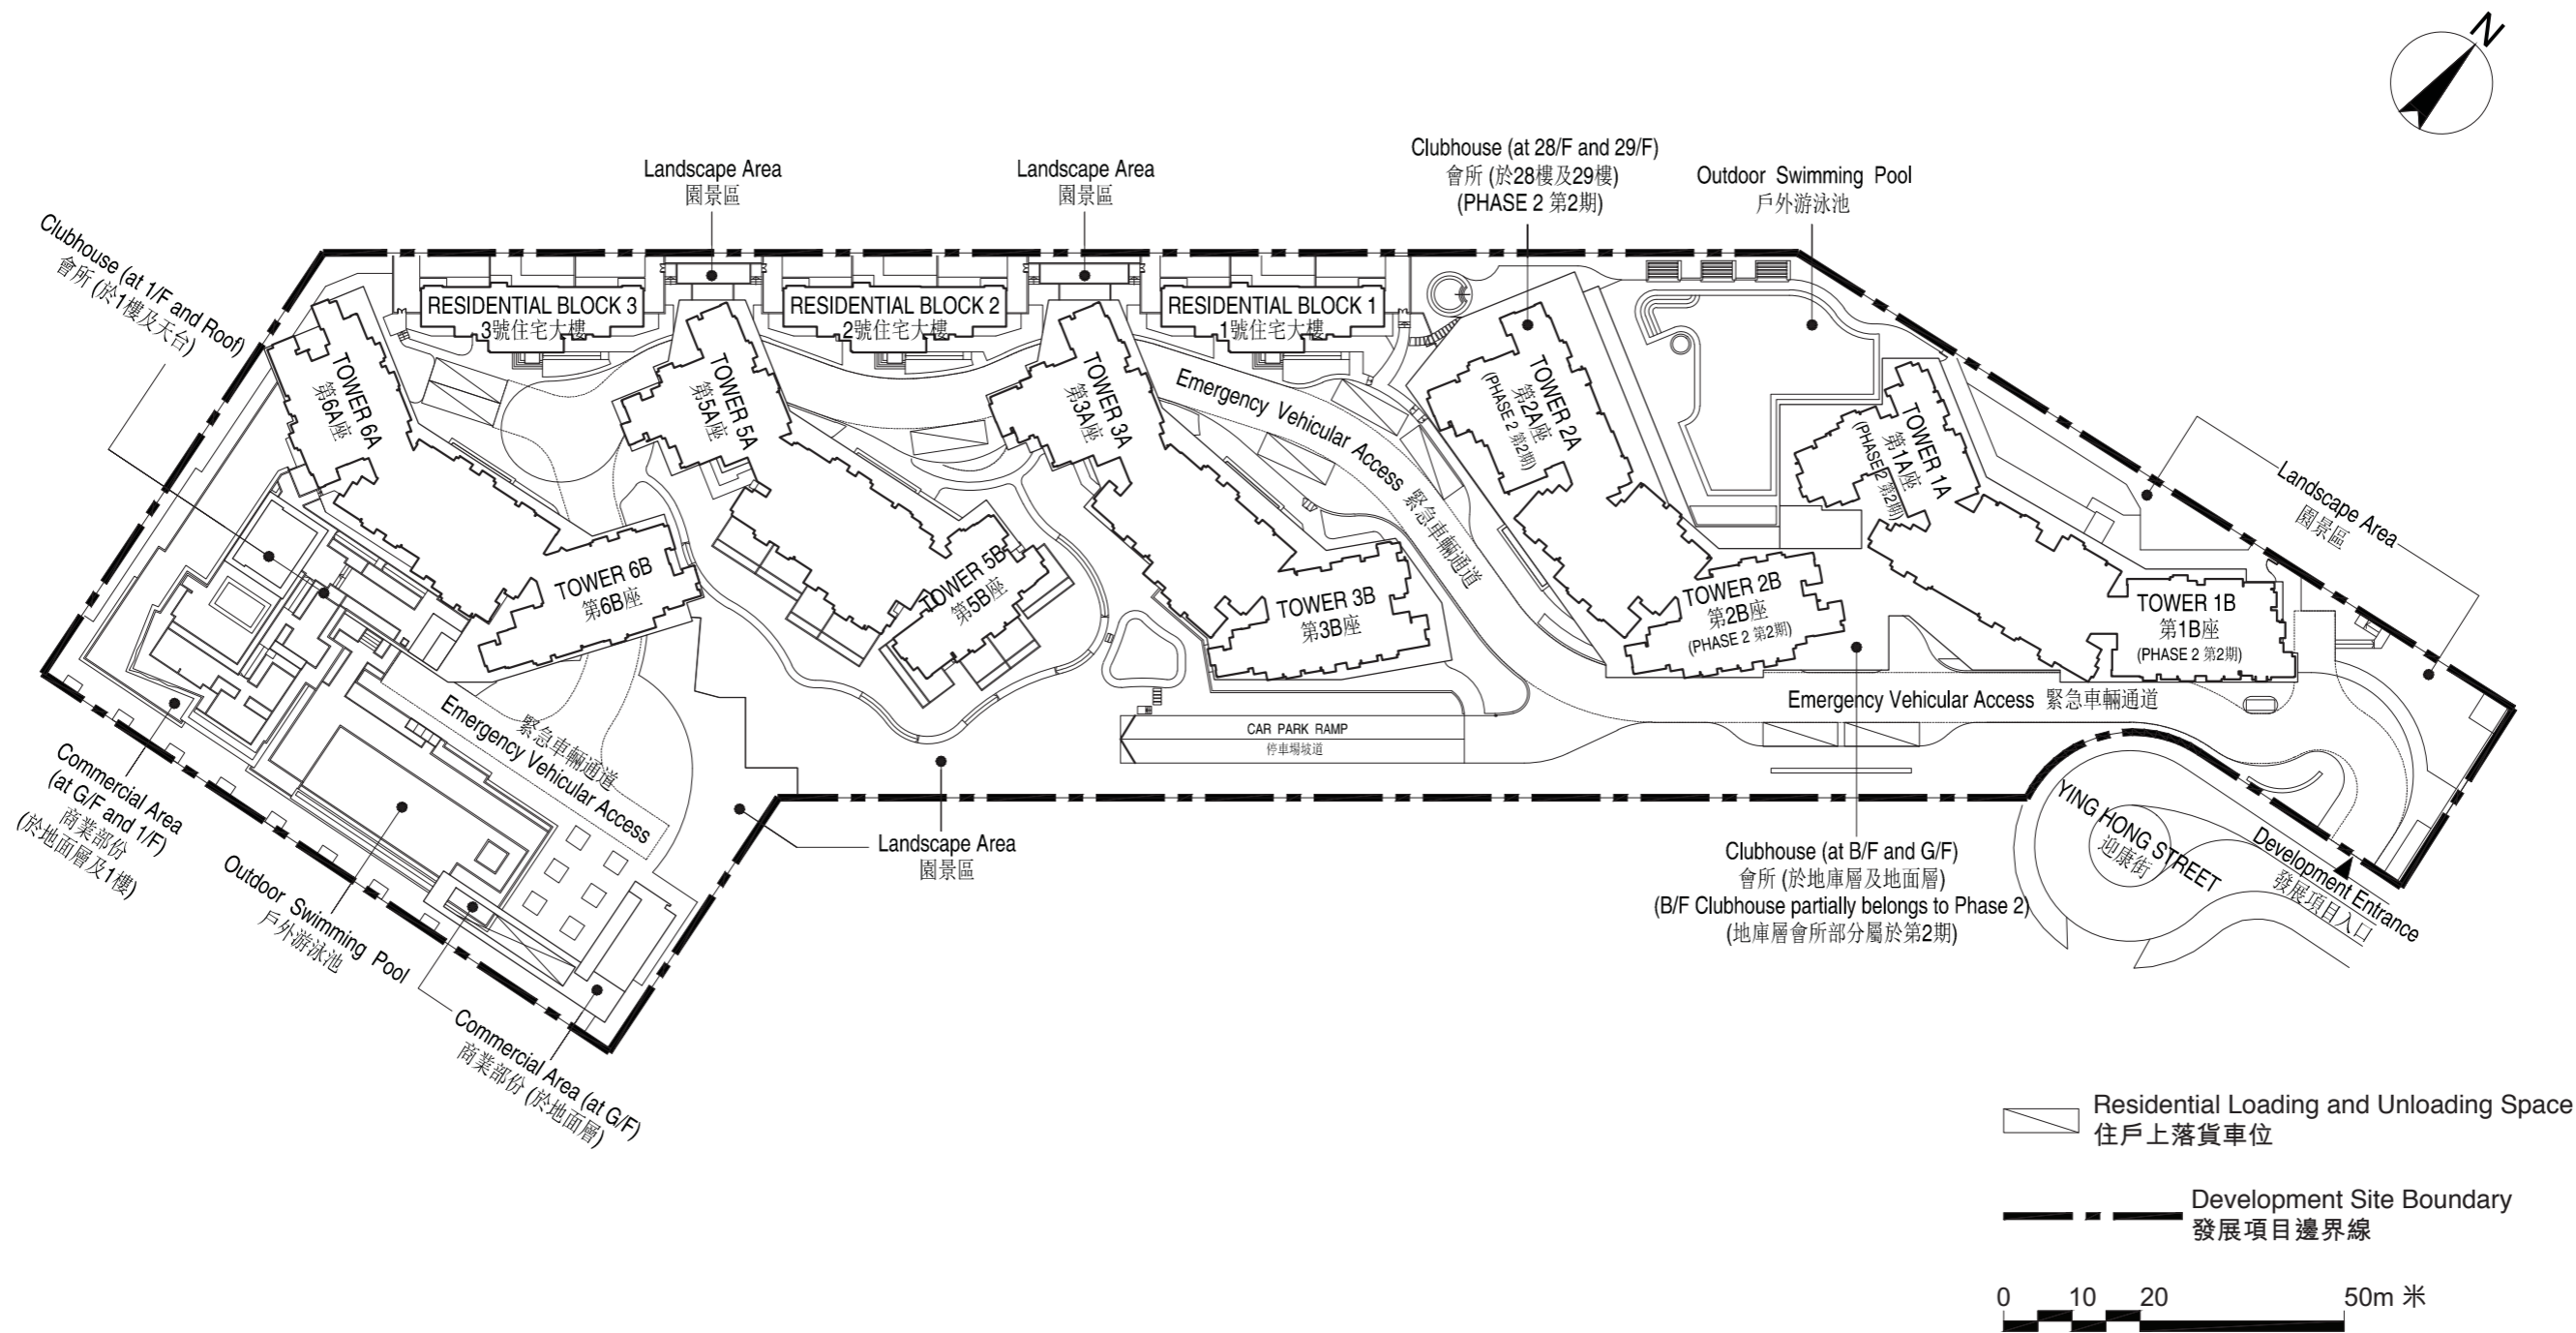 N
Clubhouse (at 28/F and 29/F)
會所 (於28樓及29樓)
(PHASE 2 第2期)
Landscape Area
園景區
Landscape Area
園景區
Outdoor Swimming Pool
戶外游泳池
Clubhouse (at 1/F and Roof)
會所 (於1樓及天台)
RESIDENTIAL BLOCK 3
3號住宅大樓
RESIDENTIAL BLOCK 2
2號住宅大樓
RESIDENTIAL BLOCK 1
1號住宅大樓
TOWER 6A
第6A座
TOWER 5A
第5A座
TOWER 3A
第3A座
Emergency Vehicular Access 緊急車輛通道
TOWER 2A
第2A座
(PHASE 2 第2期)
TOWER 1A
第1A座
(PHASE 2 第2期)
Landscape Area
園景區
TOWER 6B
第6B座
TOWER 5B
第5B座
TOWER 3B
第3B座
TOWER 2B
第2B座
(PHASE 2 第2期)
TOWER 1B
第1B座
(PHASE 2 第2期)
Emergency Vehicular Access 緊急車輛通道
緊急車輛通道
Emergency Vehicular Access
CAR PARK RAMP
停車場坡道
Commercial Area
(at G/F and 1/F)
商業部份
(於地面層及1樓)
Outdoor Swimming Pool
戶外游泳池
Landscape Area
園景區
Clubhouse (at B/F and G/F)
會所 (於地庫層及地面層)
(B/F Clubhouse partially belongs to Phase 2)
(地庫層會所部分屬於第2期)
YING HONG STREET
迎康街
Development Entrance
發展項目入口
Commercial Area (at G/F)
商業部份 (於地面層)
Residential Loading and Unloading Space
住戶上落貨車位
Development Site Boundary
發展項目邊界線
0 10 20 50m 米